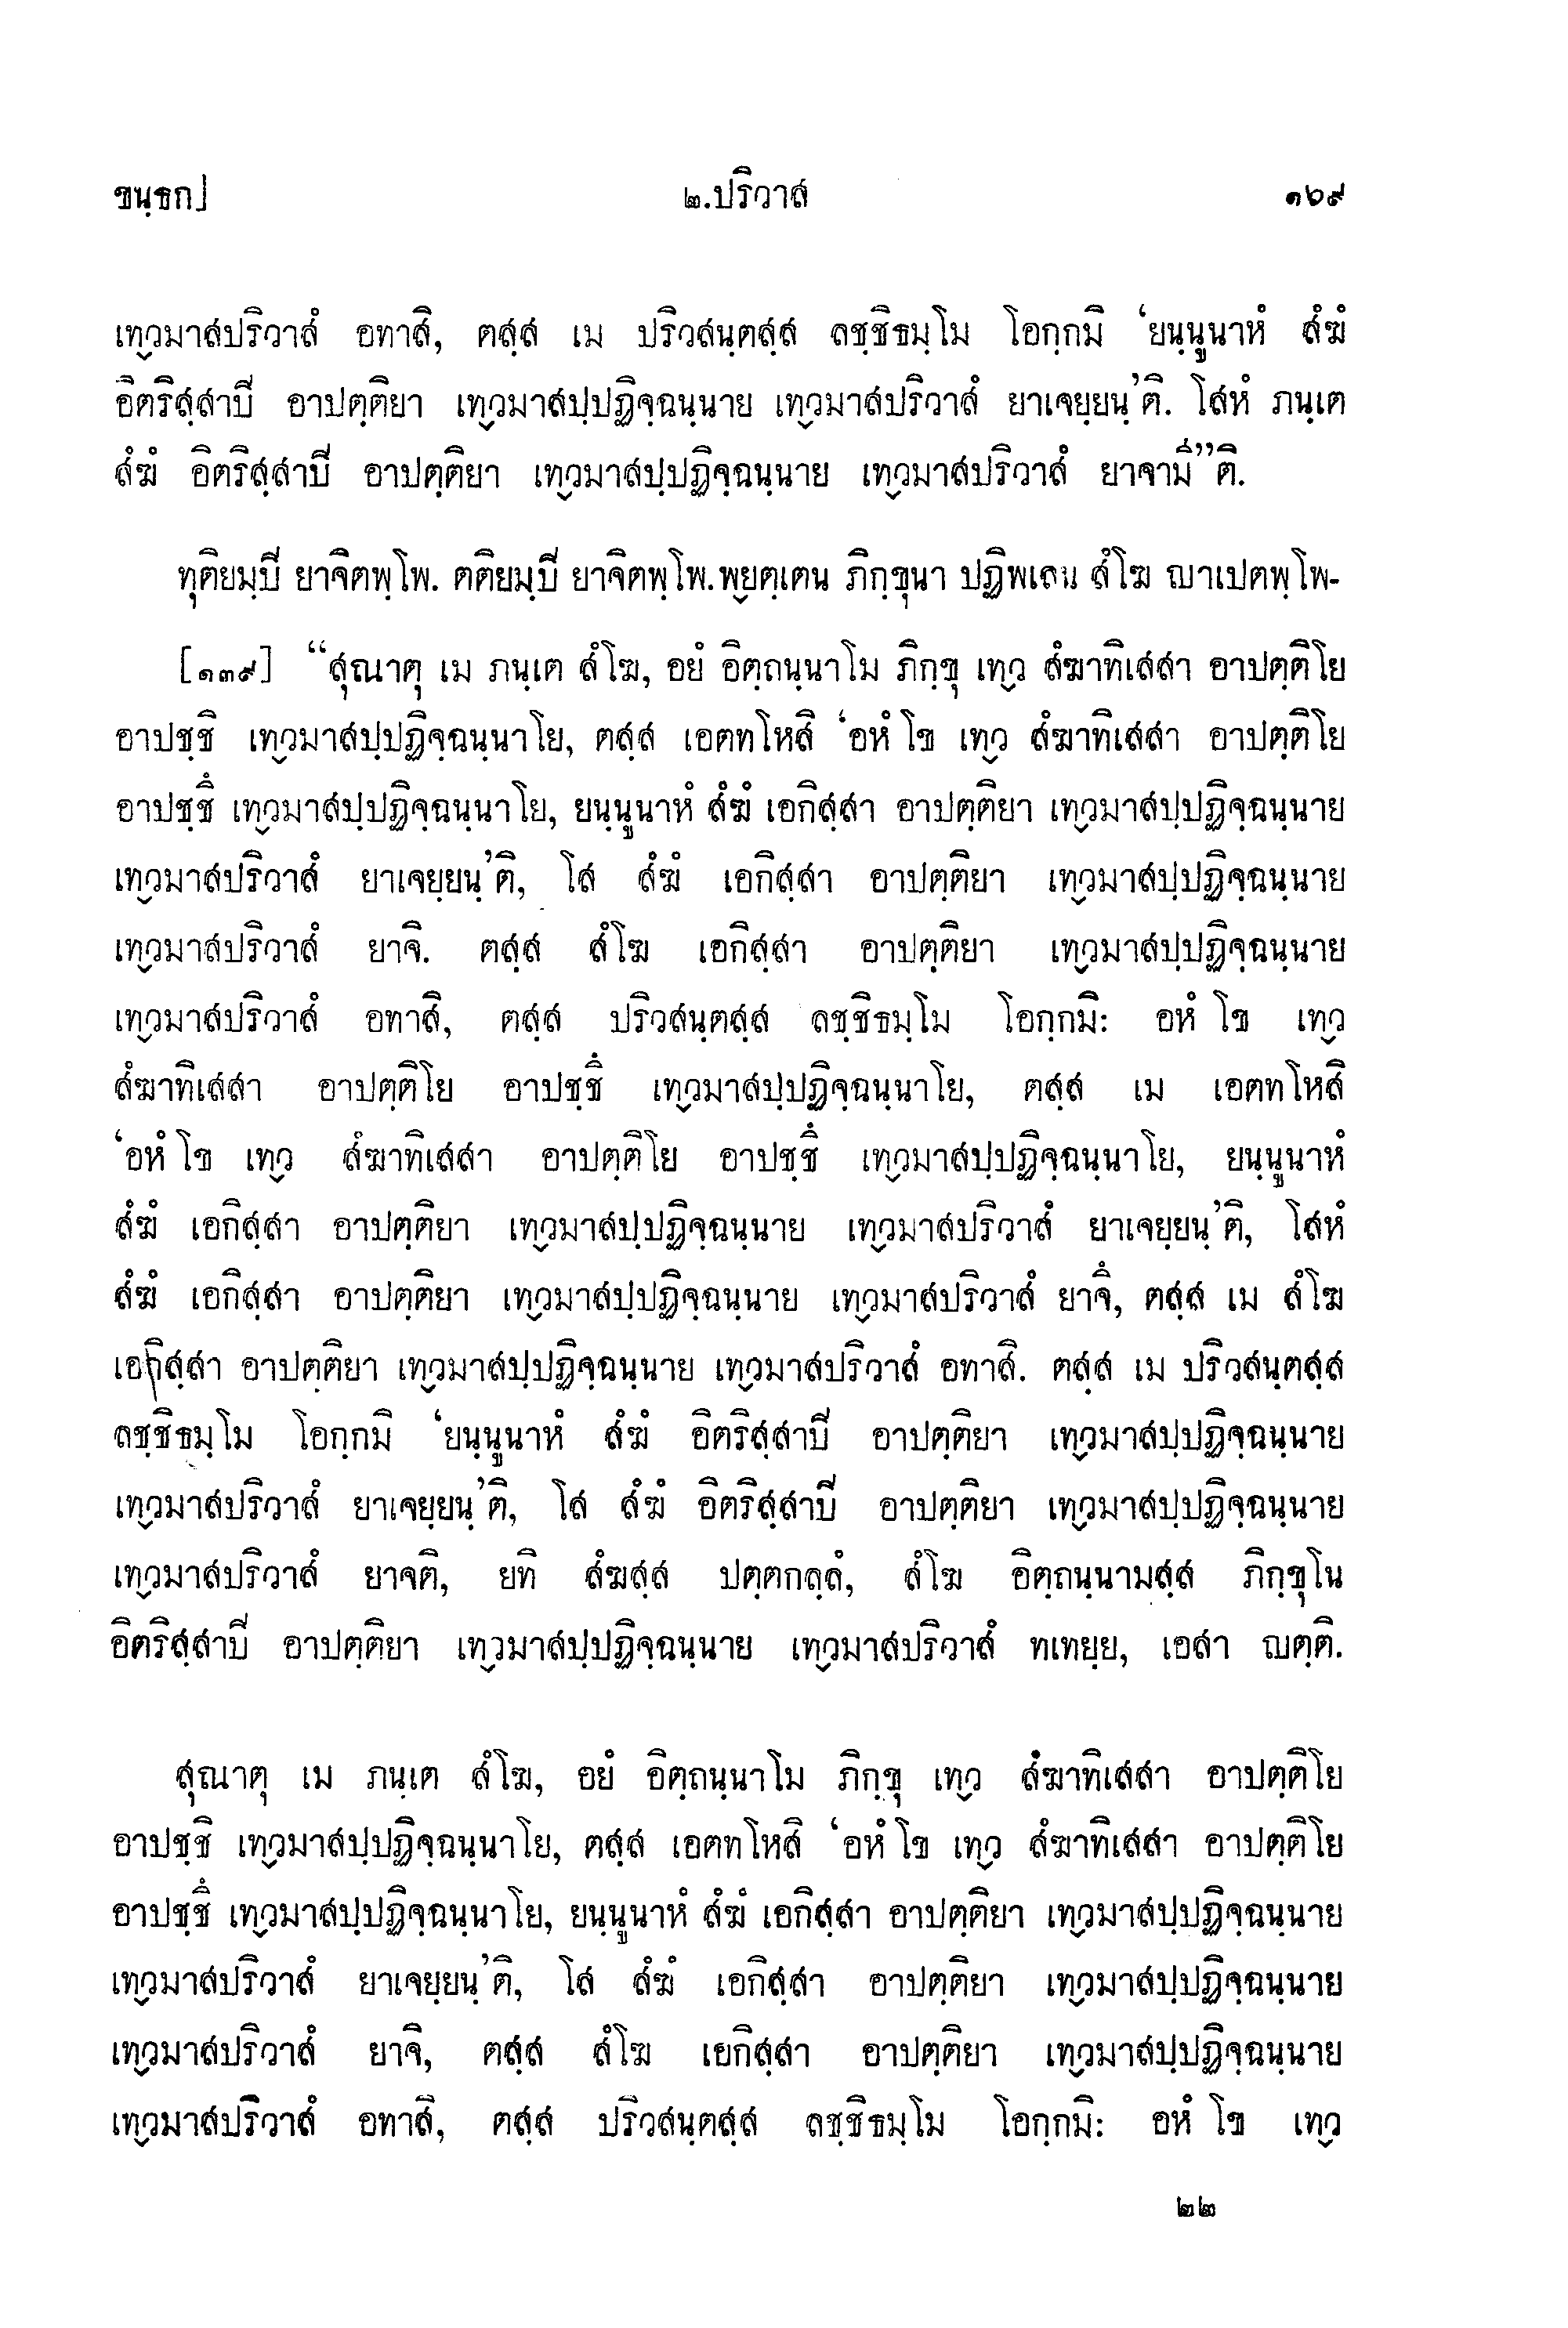 ขนฺธก]
๒.ปริวาส
๑๖๙
เทฺวมาสปริวาสํ อทาสิ, ตสฺส เม ปริวสนฺตสฺส ลชฺชิธมฺโม โอกฺกมิ ‘ยนฺนูนาหํ สํฆํ
อิตริสฺสาปิ อาปตฺติยา เทฺวมาสปฺปฏิจฺฉนฺนาย เทฺวมาสปริวาสํ ยาเจยฺยนฺ’ติ. โสหํ ภนฺเต
สํฆํ อิตริสฺสาปิ อาปตฺติยา เทฺวมาสปฺปฏิจฺฉนฺนาย เทฺวมาสปริวาสํ ยาจามิ”ติ.
ทุติยมฺปิ ยาจิตพฺโพ. ตติยมฺปิ ยาจิตพฺโพ. พฺยตฺเตน ภิกฺขุนา ปฏิพเลน สํโฆ ญาเปตพฺโพ-
[๑๓๙] “สุณาตุ เม ภนฺเต สํโฆ, อยํ อิตฺถนฺนาโม ภิกฺขุ เทฺว สํฆาทิเสสา อาปตฺติโย
อาปชฺชิ เทฺวมาสปฺปฏิจฺฉนฺนาโย, ตสฺส เอตทโหสิ ‘อหํ โข เทฺว สํฆาทิเสสา อาปตฺติโย
อาปชฺชึ เทฺวมาสปฺปฏิจฺฉนฺนาโย, ยนฺนูนาหํ สํฆํ เอกิสฺสา อาปตฺติยา เทฺวมาสปฺปฏิจฺฉนฺนาย
เทฺวมาสปริวาสํ ยาเจยฺยนฺ’ติ, โส สํฆํ เอกิสฺสา อาปตฺติยา เทฺวมาสปฺปฏิจฺฉนฺนาย
เทฺวมาสปริวาสํ ยาจิ. ตสฺส สํโฆ เอกิสฺสา อาปตฺติยา เทฺวมาสปฺปฏิจฺฉนฺนาย
เทฺวมาสปริวาสํ อทาสิ, ตสฺส ปริวสนฺตสฺส ลชฺชิธมฺโม โอกฺกมิ: อหํ โข เทฺว
สํฆาทิเสสา อาปตฺติโย อาปชฺชึ เทฺวมาสปฺปฏิจฺฉนฺนาโย, ตสฺส เม เอตทโหสิ
‘อหํ โข เทฺว สํฆาทิเสสา อาปตฺติโย อาปชฺชึ เทฺวมาสปฺปฏิจฺฉนฺนาโย, ยนฺนูนาหํ
สํฆํ เอกิสฺสา อาปตฺติยา เทฺวมาสปฺปฏิจฺฉนฺนาย เทฺวมาสปริวาสํ ยาเจยฺยนฺ’ติ, โสหํ
สํฆํ เอกิสฺสา อาปตฺติยา เทฺวมาสปฺปฏิจฺฉนฺนาย เทฺวมาสปริวาสํ ยาจึ, ตสฺส เม สํโฆ
เอกิสฺสา อาปตฺติยา เทฺวมาสปฺปฏิจฺฉนฺนาย เทฺวมาสปริวาสํ อทาสิ. ตสฺส เม ปริวสนฺตสฺส
ลชฺชิธมฺโม โอกฺกมิ ‘ยนฺนูนาหํ สํฆํ อิตริสฺสาปิ อาปตฺติยา เทฺวมาสปฺปฏิจฺฉนฺนาย
เทฺวมาสปริวาสํ ยาเจยฺยนฺ’ติ, โส สํฆํ อิตริสฺสาปิ อาปตฺติยา เทฺวมาสปฺปฏิจฺฉนฺนาย
เทฺวมาสปริวาสํ ยาจติ, ยทิ สํฆสฺส ปตฺตกลฺลํ, สํโฆ อิตฺถนฺนามสฺส ภิกฺขุโน
อิตริสฺสาปิ อาปตฺติยา เทฺวมาสปฺปฏิจฺฉนฺนาย เทฺวมาสปริวาสํ ทเทยฺย, เอสา ญตฺติ.
สุณาตุ เม ภนฺเต สํโฆ, อยํ อิตฺถนฺนาโม ภิกฺขุ เทฺว สํฆาทิเสสา อาปตฺติโย
อาปชฺชิ เทฺวมาสปฺปฏิจฺฉนฺนาโย, ตสฺส เอตทโหสิ ‘อหํ โข เทฺว สํฆาทิเสสา อาปตฺติโย
อาปชฺชึ เทฺวมาสปฺปฏิจฺฉนฺนาโย, ยนฺนูนาหํ สํฆํ เอกิสฺสา อาปตฺติยา เทฺวมาสปฺปฏิจฺฉนฺนาย
เทฺวมาสปริวาสํ ยาเจยฺยนฺ’ติ, โส สํฆํ เอกิสฺสา อาปตฺติยา เทฺวมาสปฺปฏิจฺฉนฺนาย
เทฺวมาสปริวาสํ ยาจิ, ตสฺส สํโฆ เยกิสฺสา อาปตฺติยา เทฺวมาสปฺปฏิจฺฉนฺนาย
เทฺวมาสปริวาสํ อทาสิ, ตสฺส ปริวสนฺตสฺส ลชฺชิธมฺโม โอกฺกมิ: อหํ โข เทฺว
๒๒